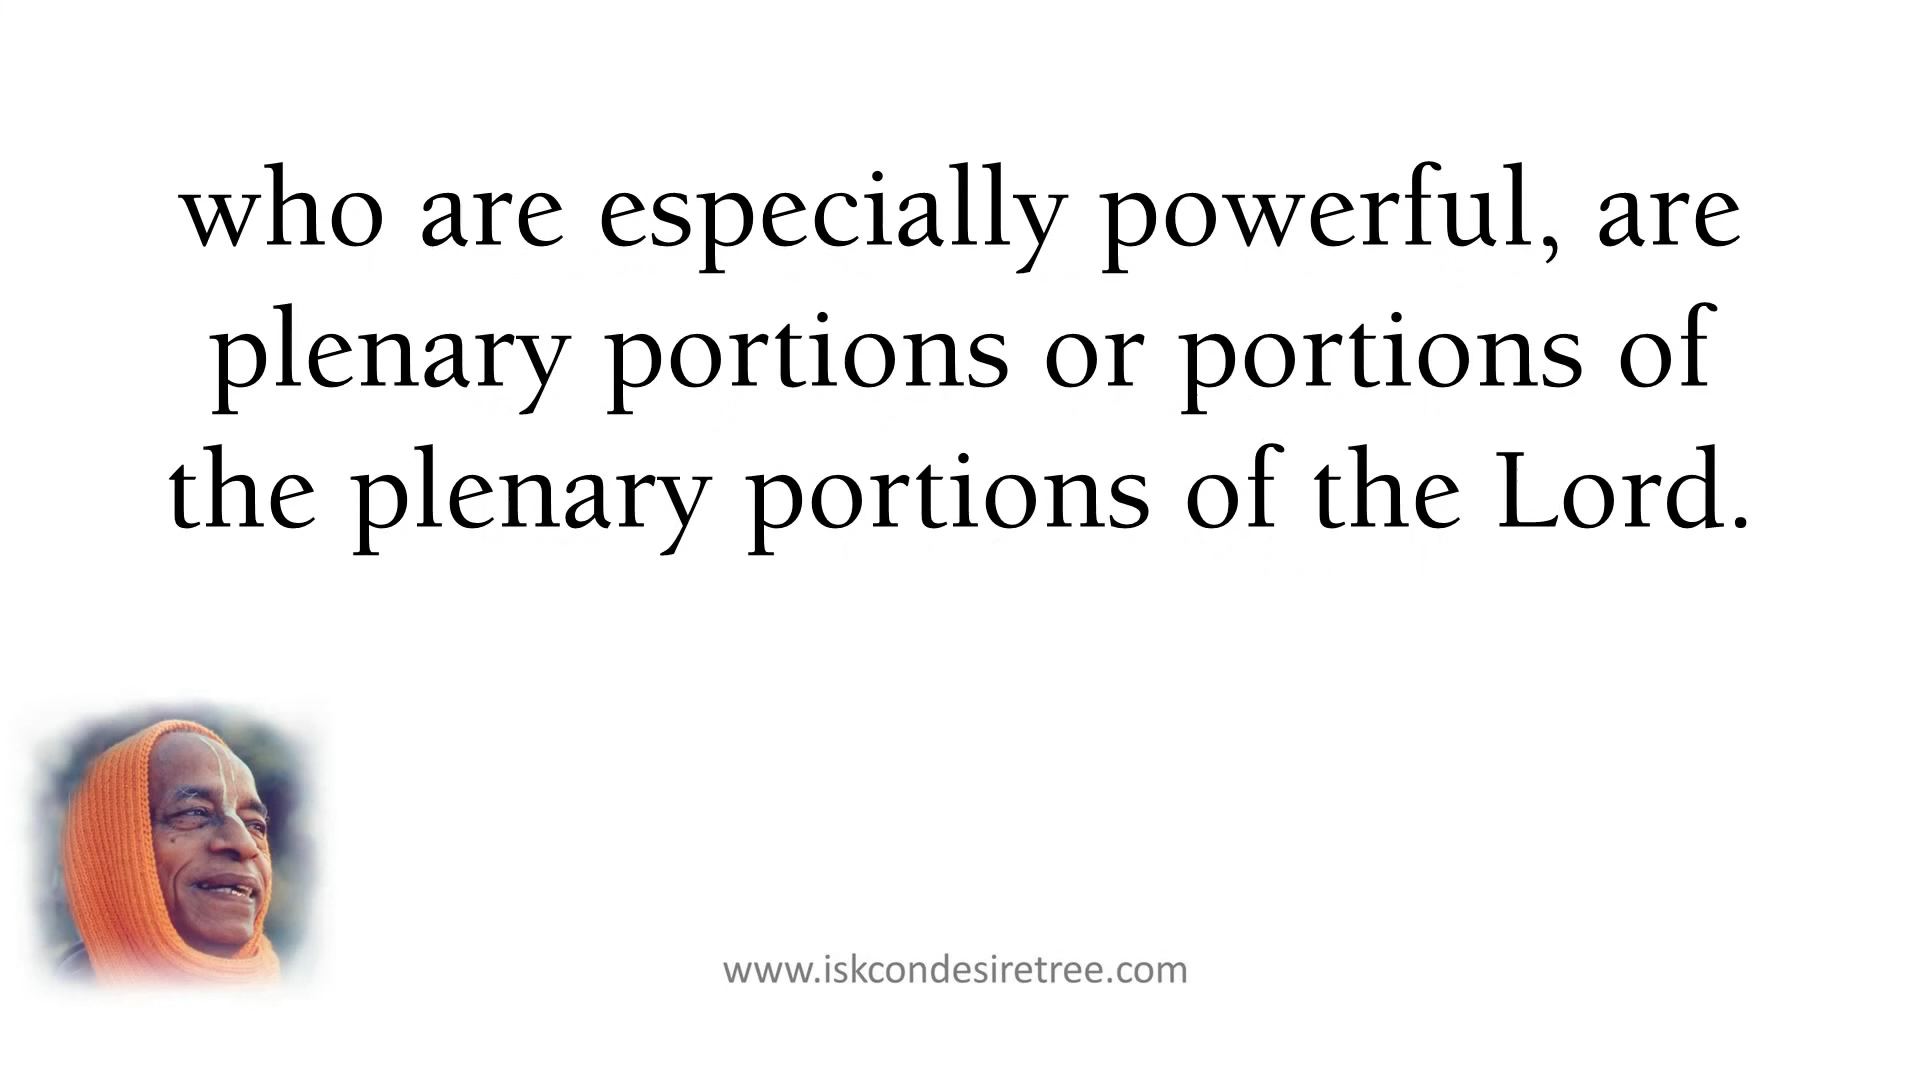 who are especially powerful, are
plenary portions or portions of
the plenary portions of the Lord.
www.iskcondesiretree.com